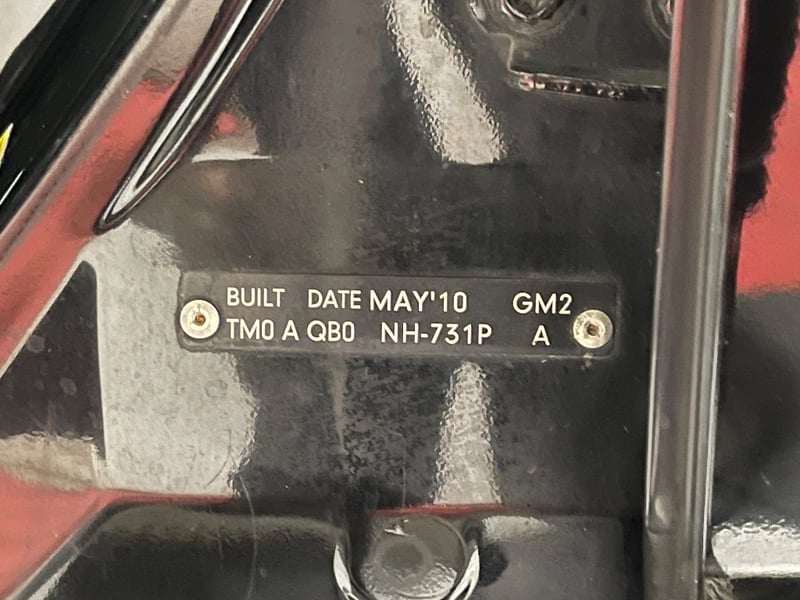 BUILT DATE MAY'10 GM2
TM0 A QB0 NH-731P A